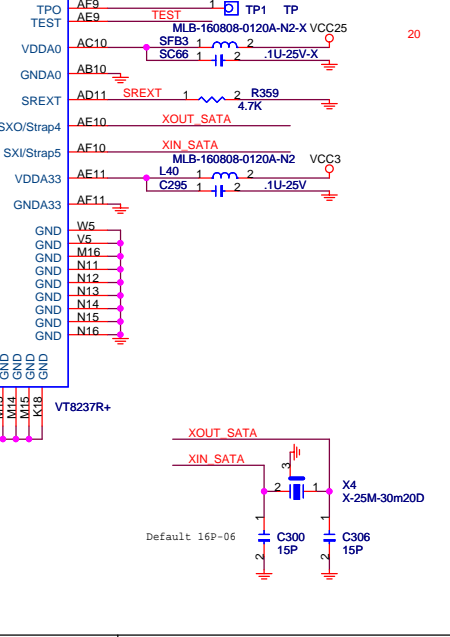 TPO AF9 1 TP1 TP
TEST AE9 TEST
MLB-160808-0120A-N2-X VCC25
20
VDDA0 AC10 SFB3 1 2
SC66 1 2 .1U-25V-X
GNDA0 AB10
SREXT AD11 SREXT 1 2 R359
4.7K
SXO/Strap4 AE10 XOUT_SATA
SXI/Strap5 AF10 XIN_SATA
MLB-160808-0120A-N2 VCC3
VDDA33 AE11 L40 1 2
C295 1 2 .1U-25V
GNDA33 AF11
GND W5
GND V5
GND M16
GND N11
GND N12
GND N13
GND N14
GND N15
GND N16
GND GND GND GND
M14 M15 K18
VT8237R+
XOUT_SATA
XIN_SATA
3
2 1 X4
X-25M-30m20D
1 1
Default 16P-06 C300 C306
15P 15P
2 2